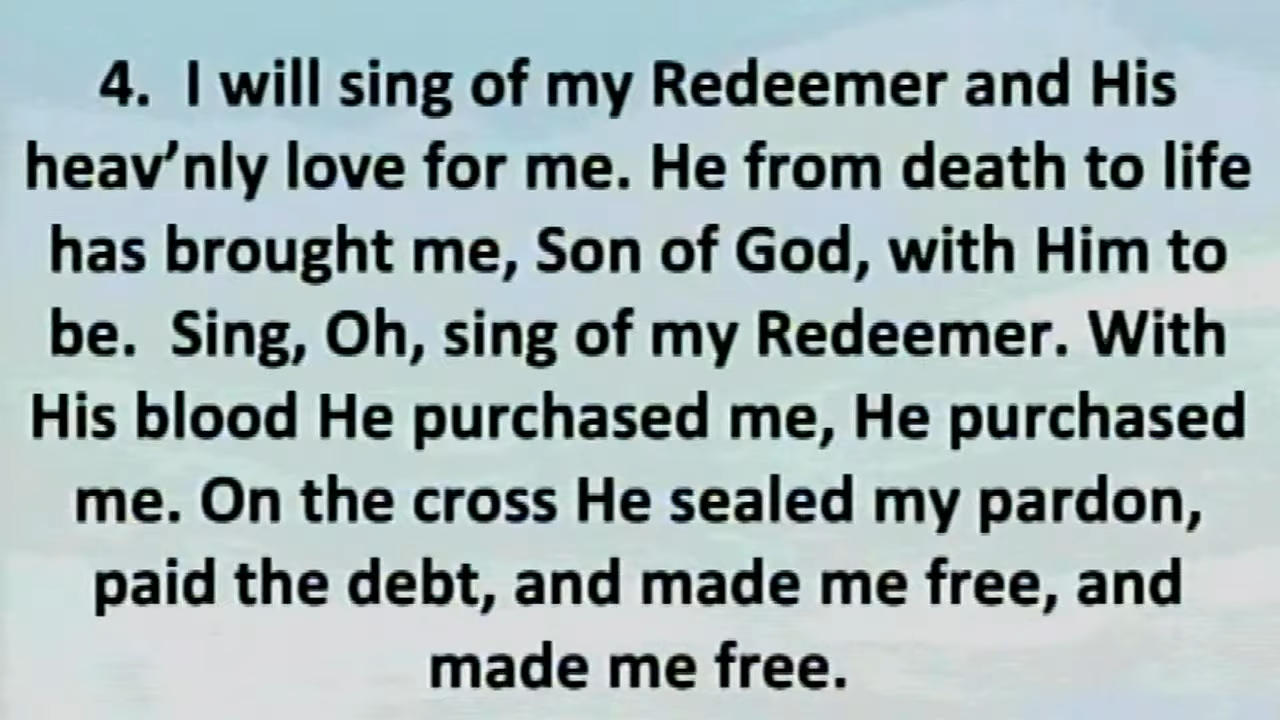 4.  I will sing of my Redeemer and His
heav’nly love for me. He from death to life
has brought me, Son of God, with Him to
be.  Sing, Oh, sing of my Redeemer. With
His blood He purchased me, He purchased
me. On the cross He sealed my pardon,
paid the debt, and made me free, and
made me free.